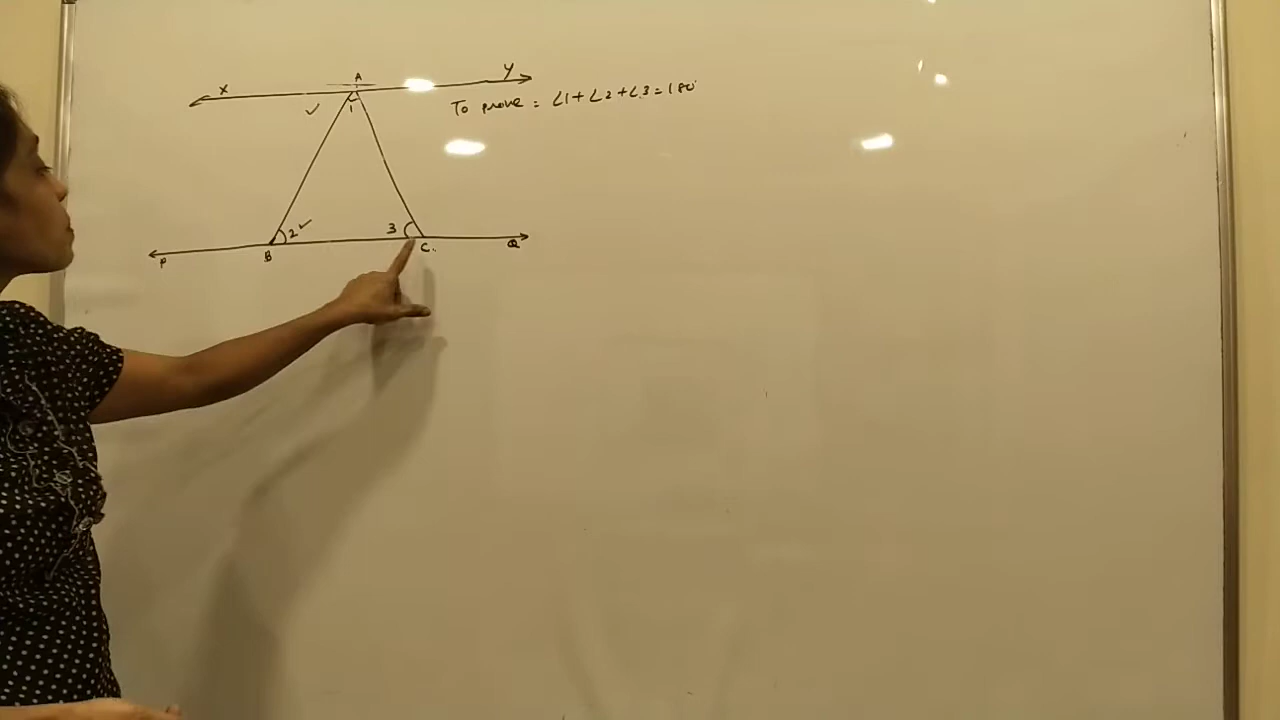 A
X
Y
1
To prove = ∠1+∠2+∠3=180°
2
3
P
B
C.
Q